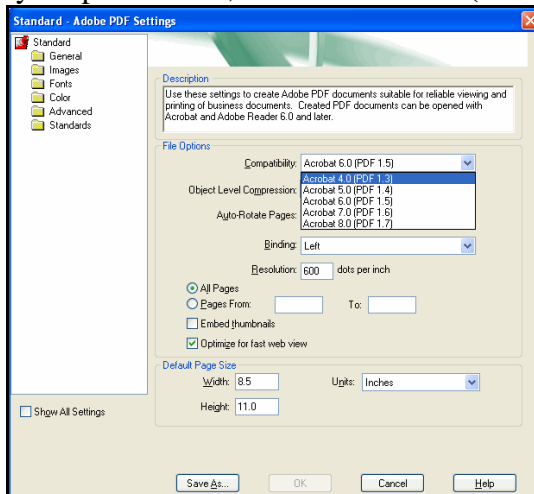 Standard - Adobe PDF Settings
Standard
General
Images
Fonts
Color
Advanced
Standards
Description
Use these settings to create Adobe PDF documents suitable for reliable viewing and
printing of business documents. Created PDF documents can be opened with
Acrobat and Adobe Reader 6.0 and later.
File Options
Compatibility: Acrobat 6.0 (PDF 1.5)
Acrobat 4.0 (PDF 1.3)
Object Level Compression: Acrobat 5.0 (PDF 1.4)
Acrobat 6.0 (PDF 1.5)
Auto-Rotate Pages: Acrobat 7.0 (PDF 1.6)
Acrobat 8.0 (PDF 1.7)
Binding: Left
Resolution: 600 dots per inch
All Pages
Pages From: To:
Embed thumbnails
Optimize for fast web view
Default Page Size
Width: 8.5 Units: Inches
Height: 11.0
Show All Settings
Save As... OK Cancel Help